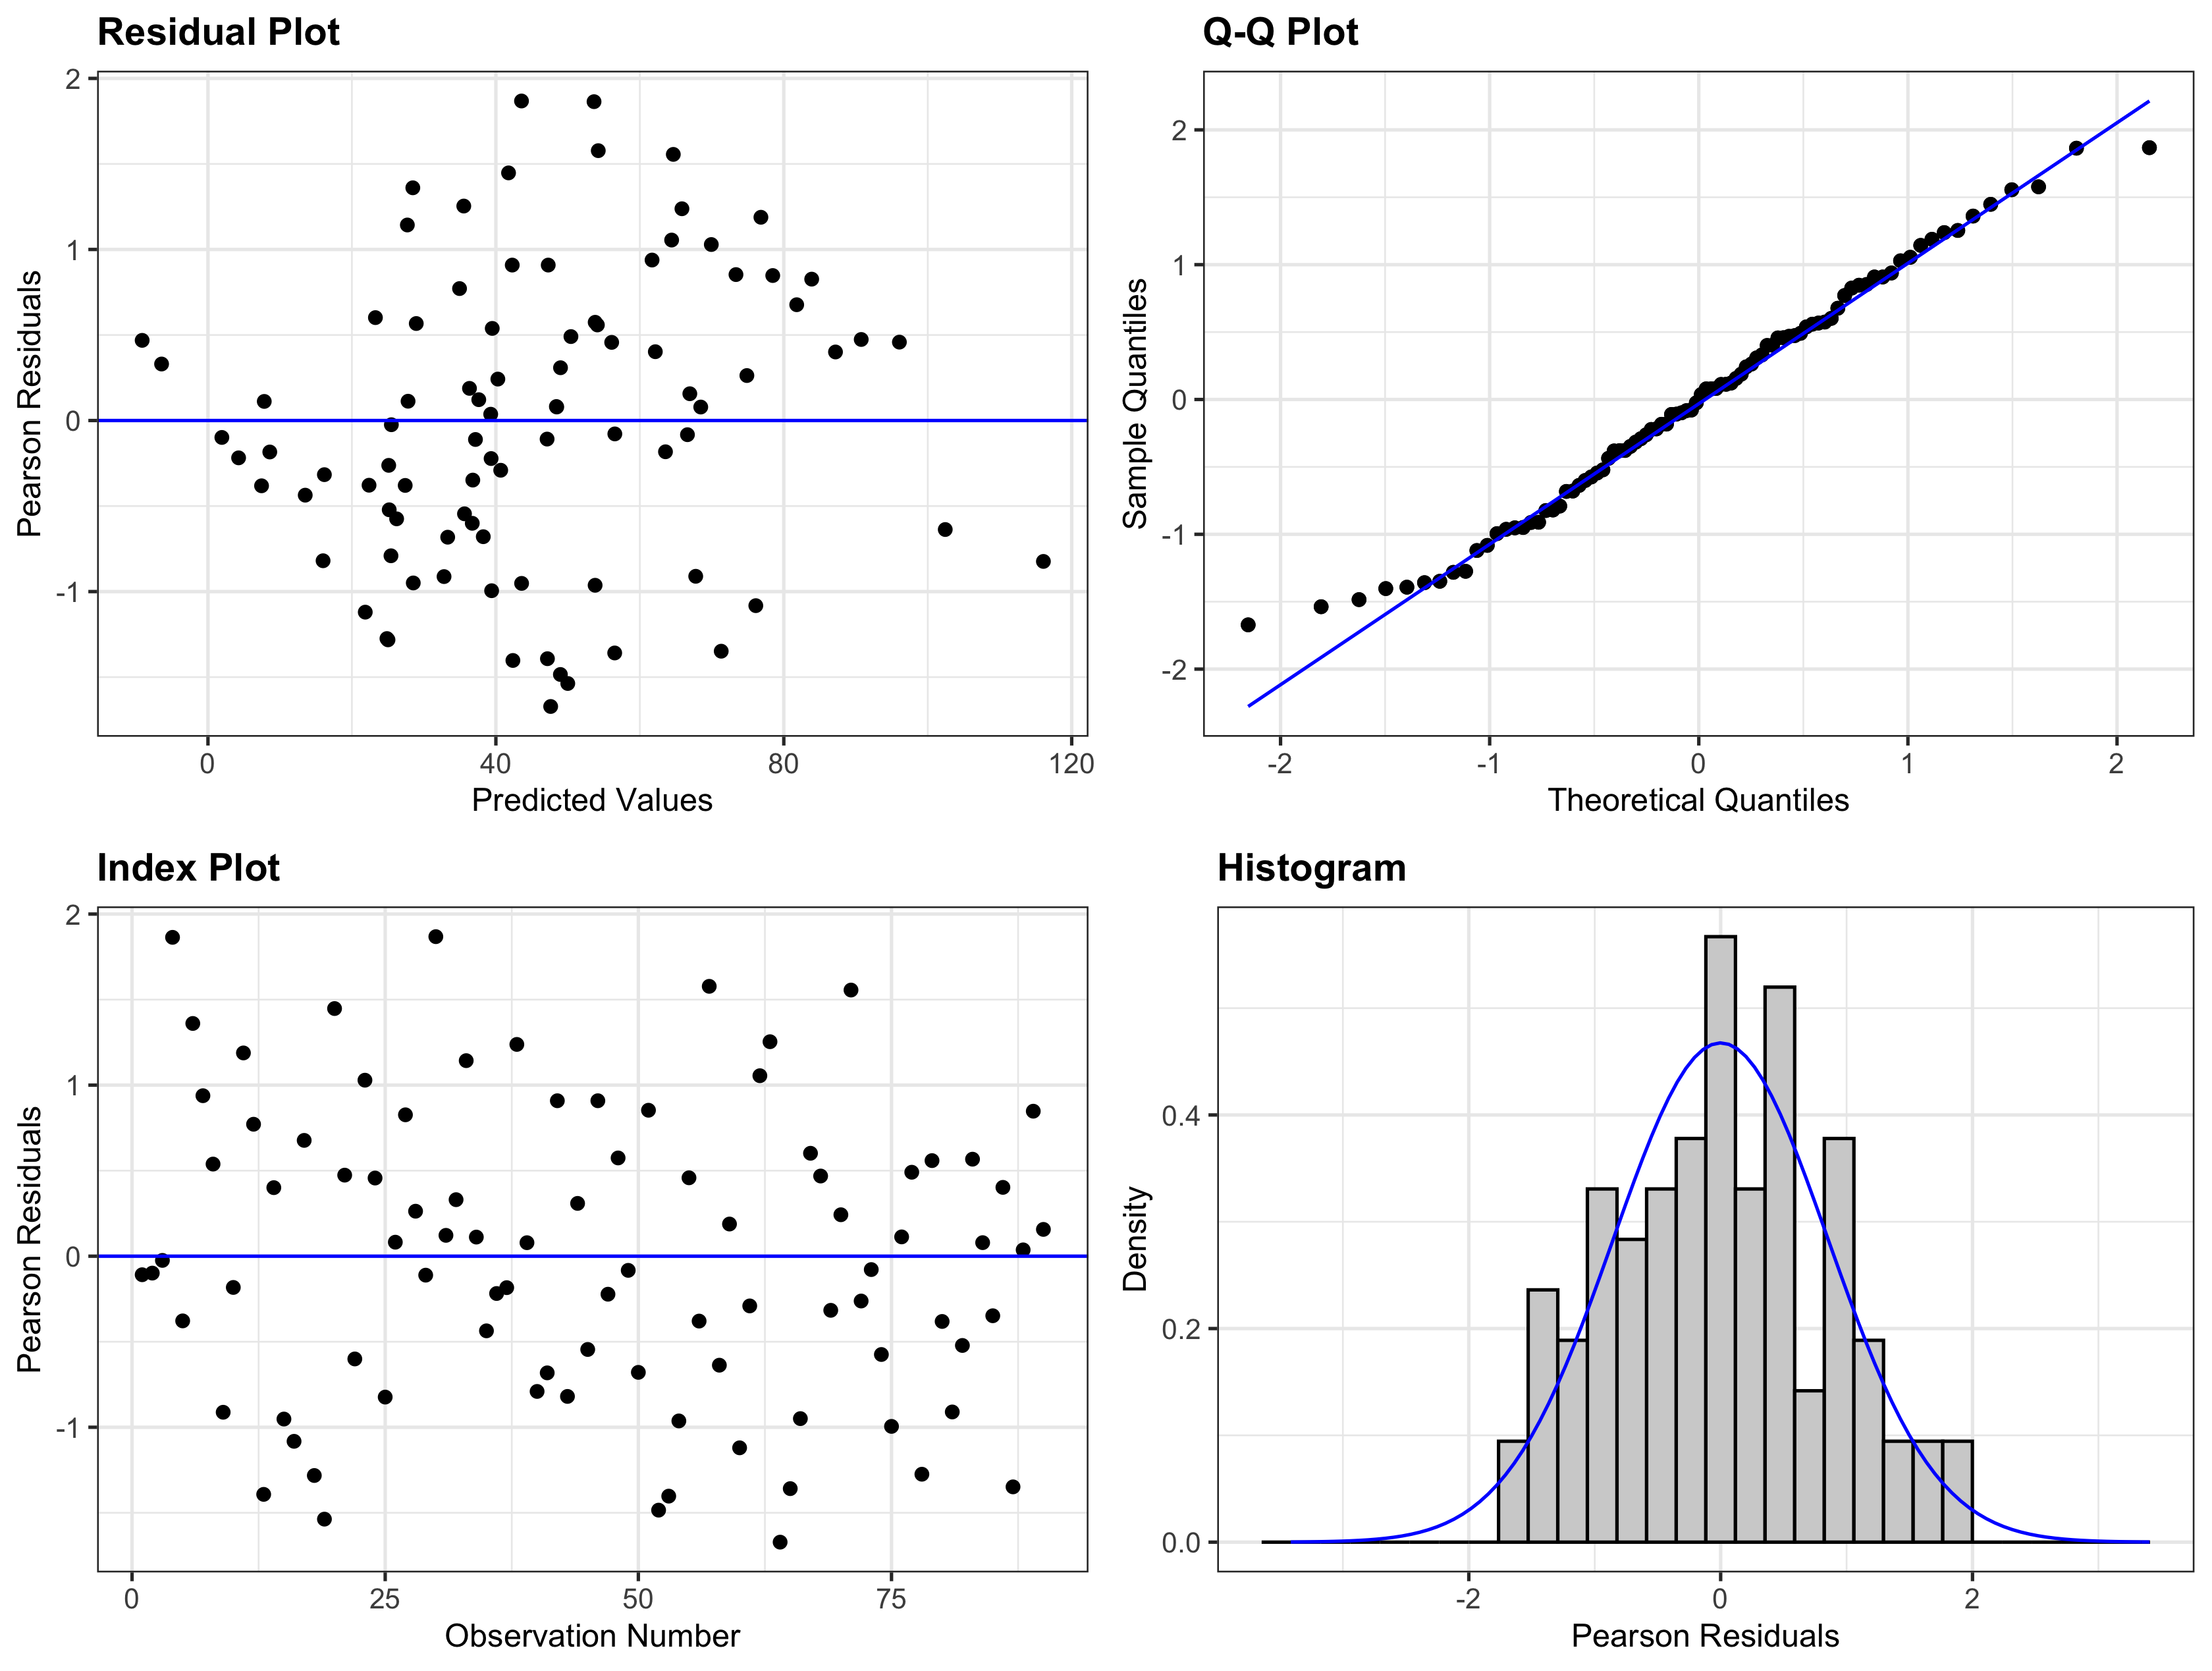 Residual Plot
2
1
0
-1
Pearson Residuals
0 40 80 120
Predicted Values
Q-Q Plot
2
1
0
-1
-2
Sample Quantiles
-2 -1 0 1 2
Theoretical Quantiles
Index Plot
2
1
0
-1
Pearson Residuals
0 25 50 75
Observation Number
Histogram
0.4
0.2
0.0
Density
-2 0 2
Pearson Residuals